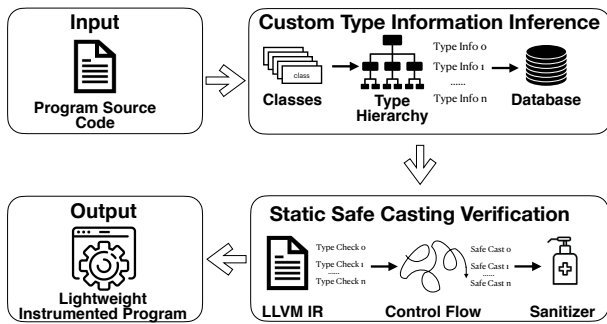 Input
Program Source
Code
Custom Type Information Inference
class
Classes
Type
Hierarchy
Type Info 0
Type Info 1
......
Type Info n
Database
Output
Lightweight
Instrumented Program
Static Safe Casting Verification
LLVM IR
Type Check 0
Type Check 1
......
Type Check n
Control Flow
Safe Cast 0
Safe Cast 1
......
Safe Cast n
Sanitizer